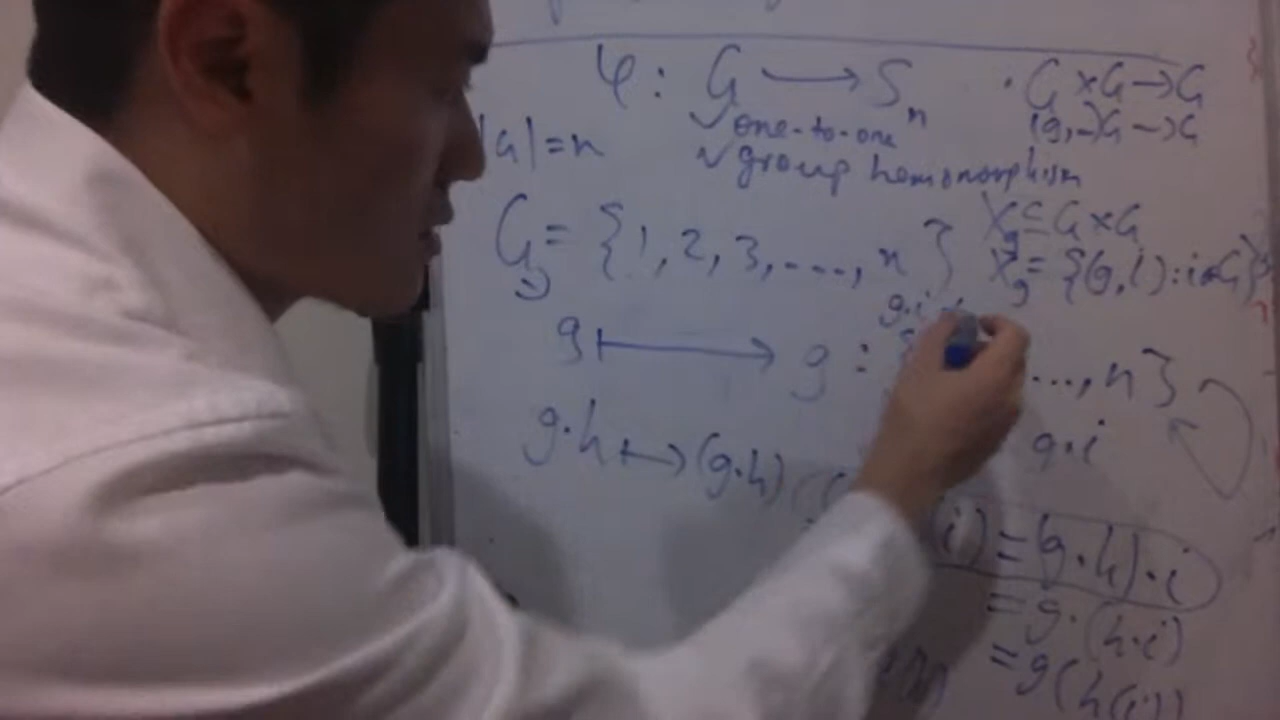 φ: G → Sₙ · G×G→G
✓ one-to-one (g,-)G→G
|G|=n ✓ group homomorphism
X_g ⊆ G×G
G = {1, 2, 3, ...., n} X_g = {(g,i): i∈G}
g·i
g ↦ g : ..., n}
g·i
g·h ↦ (g·h)
(i) = (g·h)·i
= g·(h·i)
= g(h(i))